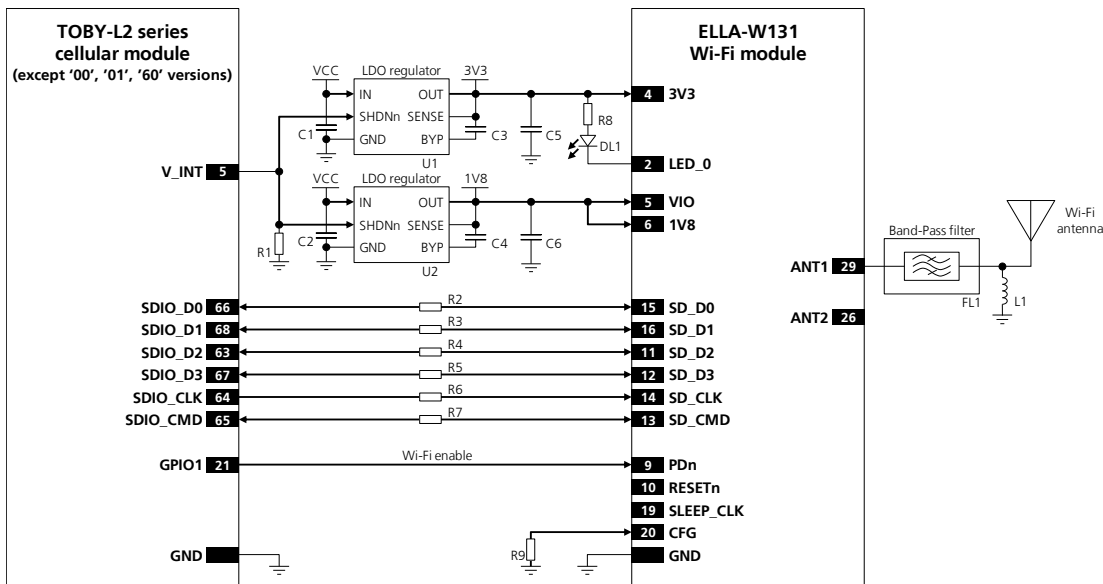 TOBY-L2 series
cellular module
(except '00', '01', '60' versions)
ELLA-W131
Wi-Fi module
VCC
LDO regulator
3V3
IN
OUT
SHDNn
SENSE
GND
BYP
C1
C3
C5
U1
R8
DL1
4 3V3
2 LED_0
V_INT 5
VCC
LDO regulator
1V8
IN
OUT
SHDNn
SENSE
GND
BYP
R1
C2
C4
C6
U2
5 VIO
6 1V8
Band-Pass filter
Wi-Fi
antenna
ANT1 29
FL1
L1
ANT2 26
SDIO_D0 66
R2
15 SD_D0
SDIO_D1 68
R3
16 SD_D1
SDIO_D2 63
R4
11 SD_D2
SDIO_D3 67
R5
12 SD_D3
SDIO_CLK 64
R6
14 SD_CLK
SDIO_CMD 65
R7
13 SD_CMD
GPIO1 21
Wi-Fi enable
9 PDn
10 RESETn
19 SLEEP_CLK
20 CFG
R9
GND
GND